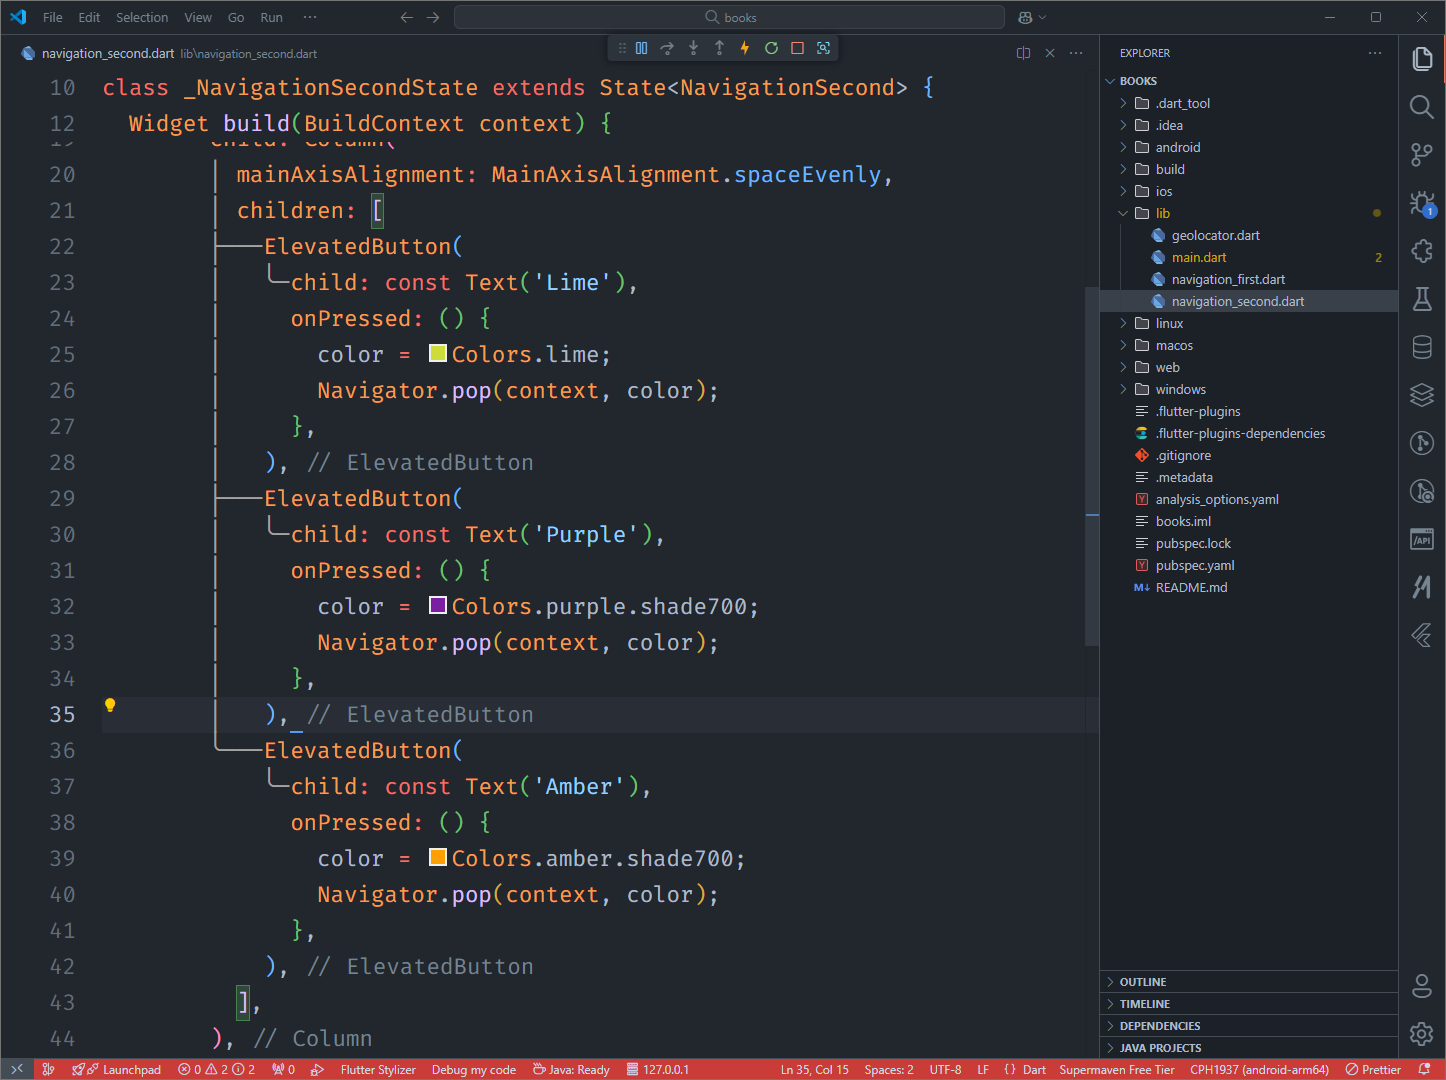 File Edit Selection View Go Run ··· books
navigation_second.dart lib\navigation_second.dart
10 class _NavigationSecondState extends State<NavigationSecond> {
12 Widget build(BuildContext context) {
19 child: Column(
20 mainAxisAlignment: MainAxisAlignment.spaceEvenly,
21 children: [
22 ElevatedButton(
23 child: const Text('Lime'),
24 onPressed: () {
25 color = Colors.lime;
26 Navigator.pop(context, color);
27 },
28 ), // ElevatedButton
29 ElevatedButton(
30 child: const Text('Purple'),
31 onPressed: () {
32 color = Colors.purple.shade700;
33 Navigator.pop(context, color);
34 },
35 ), // ElevatedButton
36 ElevatedButton(
37 child: const Text('Amber'),
38 onPressed: () {
39 color = Colors.amber.shade700;
40 Navigator.pop(context, color);
41 },
42 ), // ElevatedButton
43 ],
44 ), // Column
EXPLORER ···
BOOKS
.dart_tool
.idea
android
build
ios
lib
geolocator.dart
main.dart 2
navigation_first.dart
navigation_second.dart
linux
macos
web
windows
.flutter-plugins
.flutter-plugins-dependencies
.gitignore
.metadata
analysis_options.yaml
books.iml
pubspec.lock
pubspec.yaml
README.md
OUTLINE
TIMELINE
DEPENDENCIES
JAVA PROJECTS
1
/API
Launchpad 0 2 2 0 Flutter Stylizer Debug my code Java: Ready 127.0.0.1 Ln 35, Col 15 Spaces: 2 UTF-8 LF {} Dart Supermaven Free Tier CPH1937 (android-arm64) Prettier